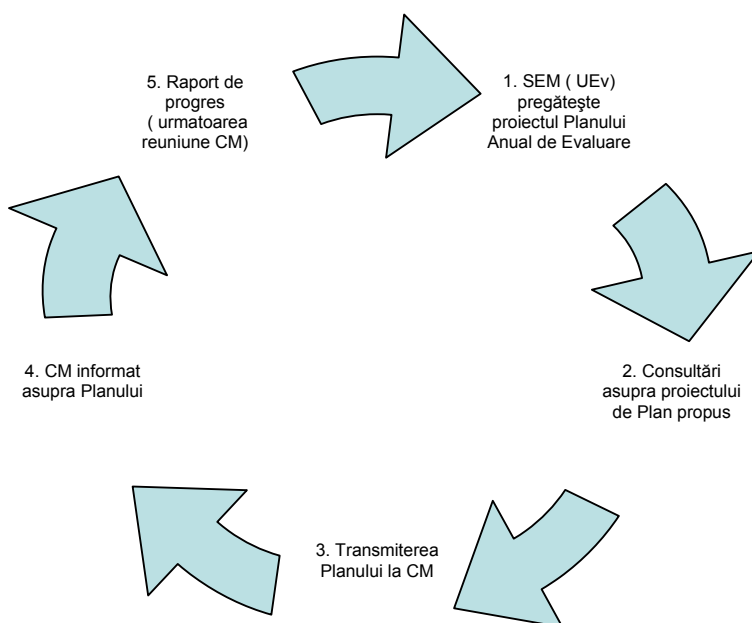 1. SEM ( UEv)
pregăteşte
proiectul Planului
Anual de Evaluare
2. Consultări
asupra proiectului
de Plan propus
3. Transmiterea
Planului la CM
4. CM informat
asupra Planului
5. Raport de
progres
( urmatoarea
reuniune CM)